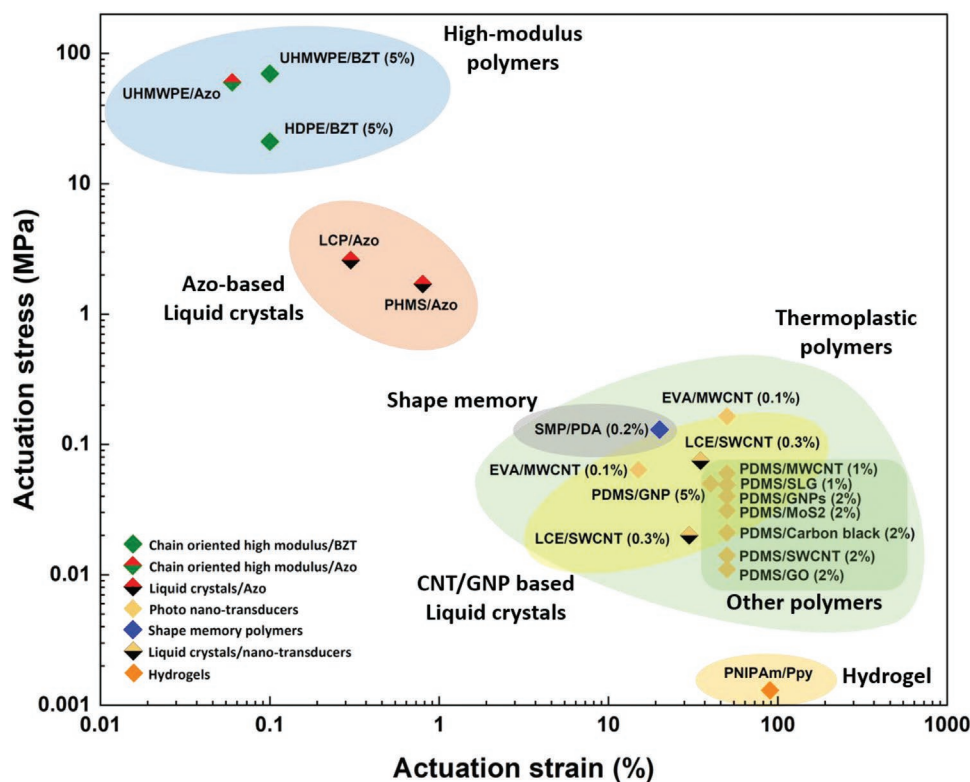 High-modulus
polymers
UHMWPE/BZT (5%)
UHMWPE/Azo
HDPE/BZT (5%)
LCP/Azo
PHMS/Azo
Azo-based
Liquid crystals
Thermoplastic
polymers
Shape memory
EVA/MWCNT (0.1%)
SMP/PDA (0.2%)
LCE/SWCNT (0.3%)
EVA/MWCNT (0.1%)
PDMS/MWCNT (1%)
PDMS/SLG (1%)
PDMS/GNP (5%)
PDMS/GNPs (2%)
PDMS/MoS2 (2%)
PDMS/Carbon black (2%)
LCE/SWCNT (0.3%)
PDMS/SWCNT (2%)
PDMS/GO (2%)
CNT/GNP based
Liquid crystals
Other polymers
PNIPAm/Ppy
Hydrogel
Chain oriented high modulus/BZT
Chain oriented high modulus/Azo
Liquid crystals/Azo
Photo nano-transducers
Shape memory polymers
Liquid crystals/nano-transducers
Hydrogels
Actuation stress (MPa)
100
10
1
0.1
0.01
0.001
0.01
0.1
1
10
100
1000
Actuation strain (%)